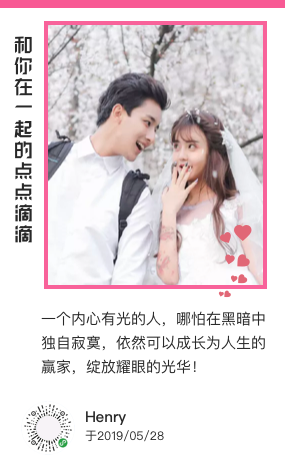 和你在一起的点点滴滴
一个内心有光的人，哪怕在黑暗中
独自寂寞，依然可以成长为人生的
赢家，绽放耀眼的光华！
Henry
于2019/05/28